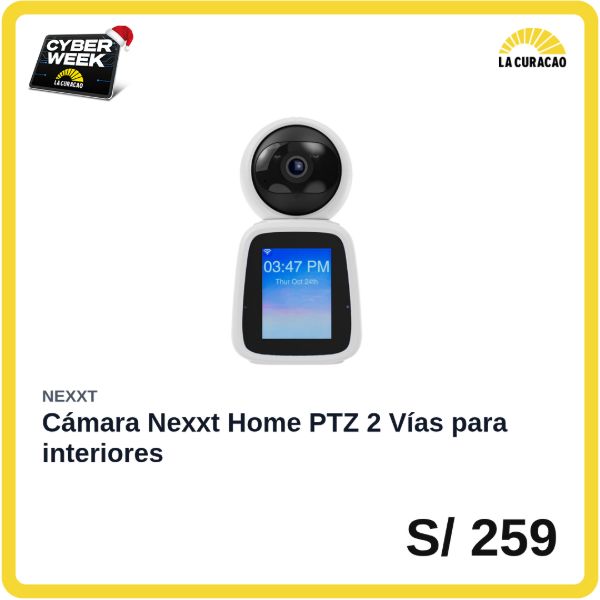 CYBER
WEEK
LA CURACAO
LA CURACAO
03:47 PM
Thur Oct 24th
NEXXT
Cámara Nexxt Home PTZ 2 Vías para
interiores
S/ 259